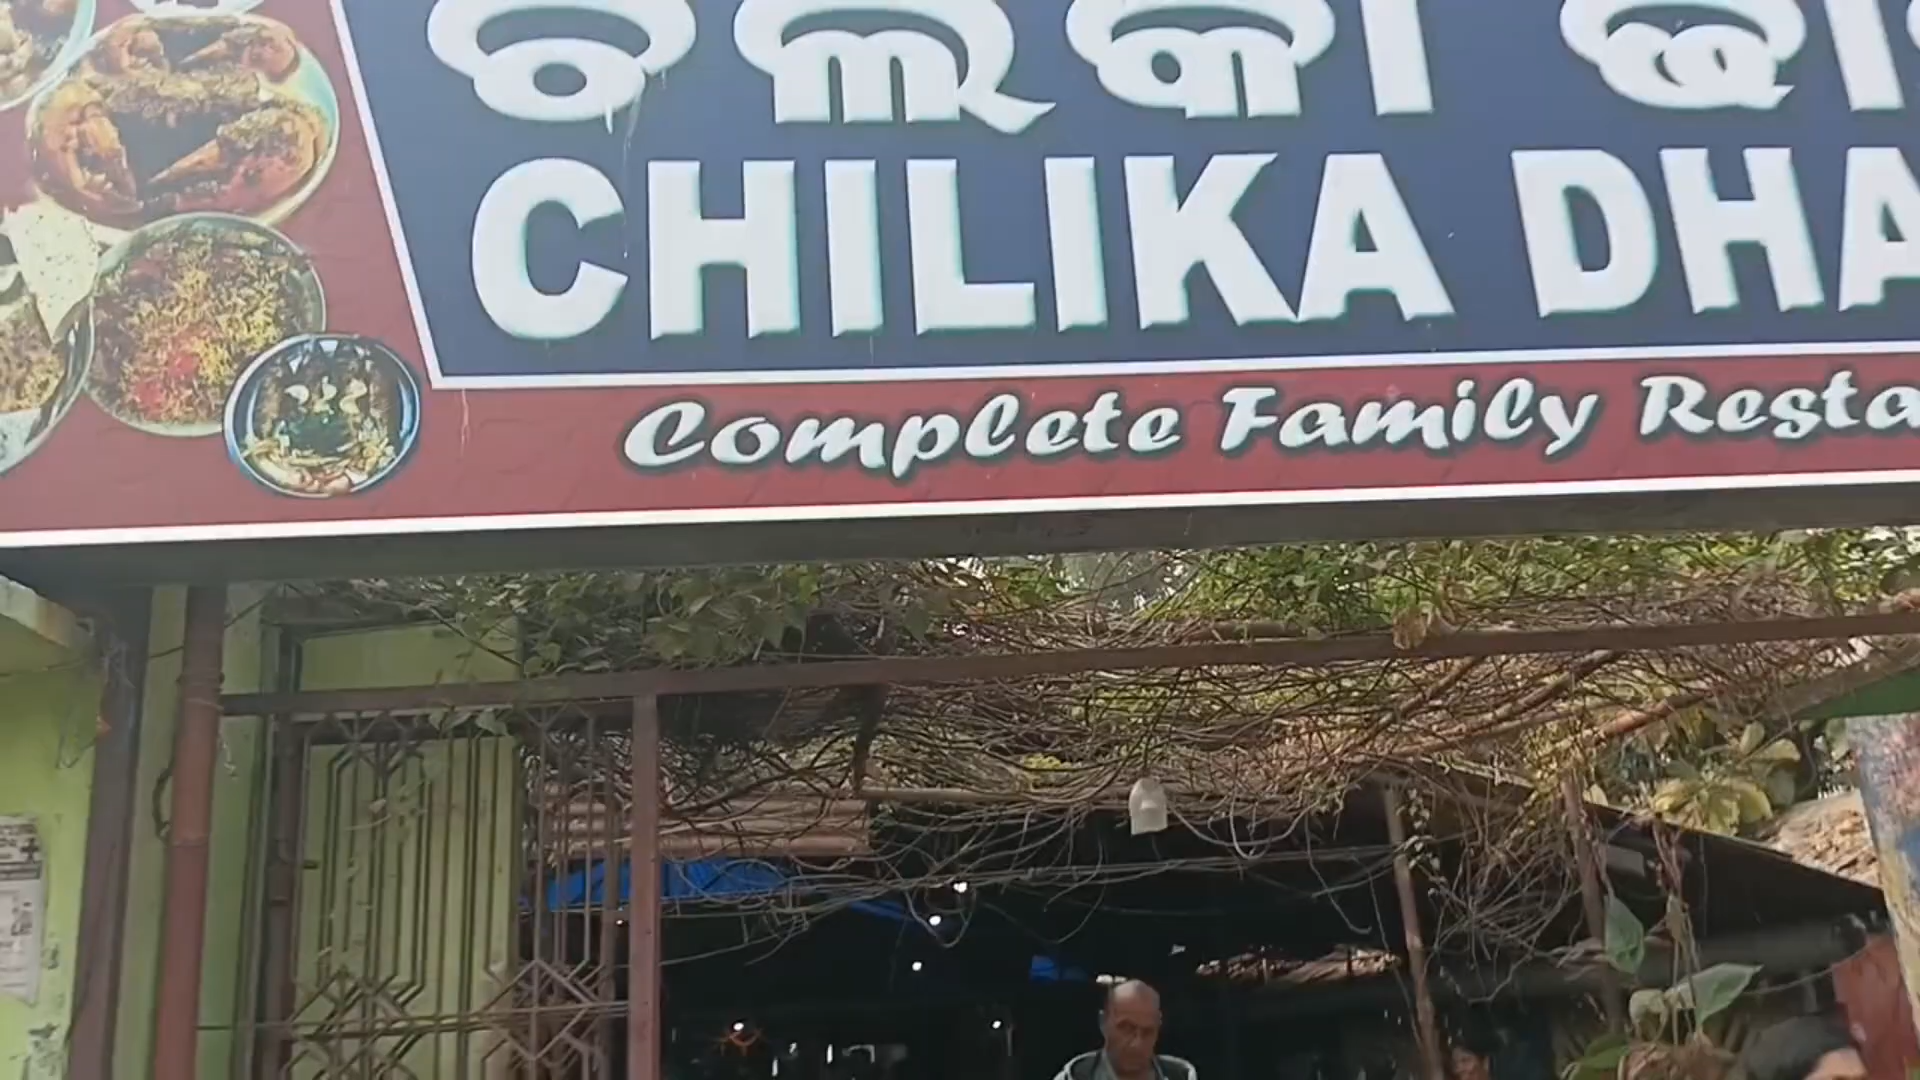 ଚିଲିକା
CHILIKA DHA
Complete Family Resta